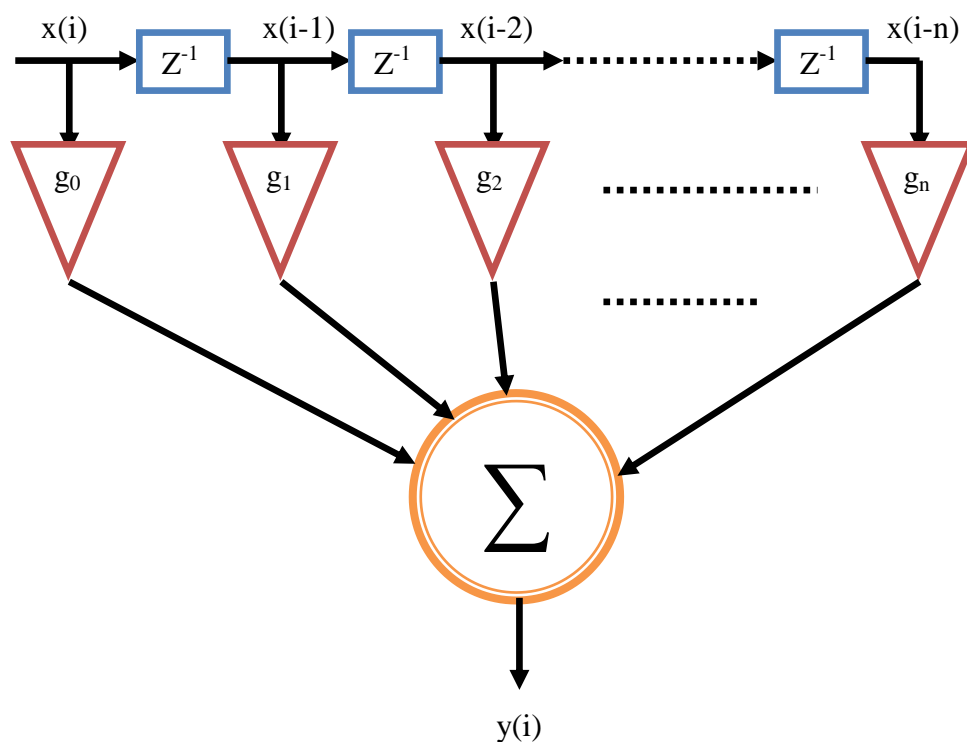 x(i) x(i-1) x(i-2) x(i-n)
Z⁻¹ Z⁻¹ Z⁻¹
g₀ g₁ g₂ gₙ
∑
y(i)